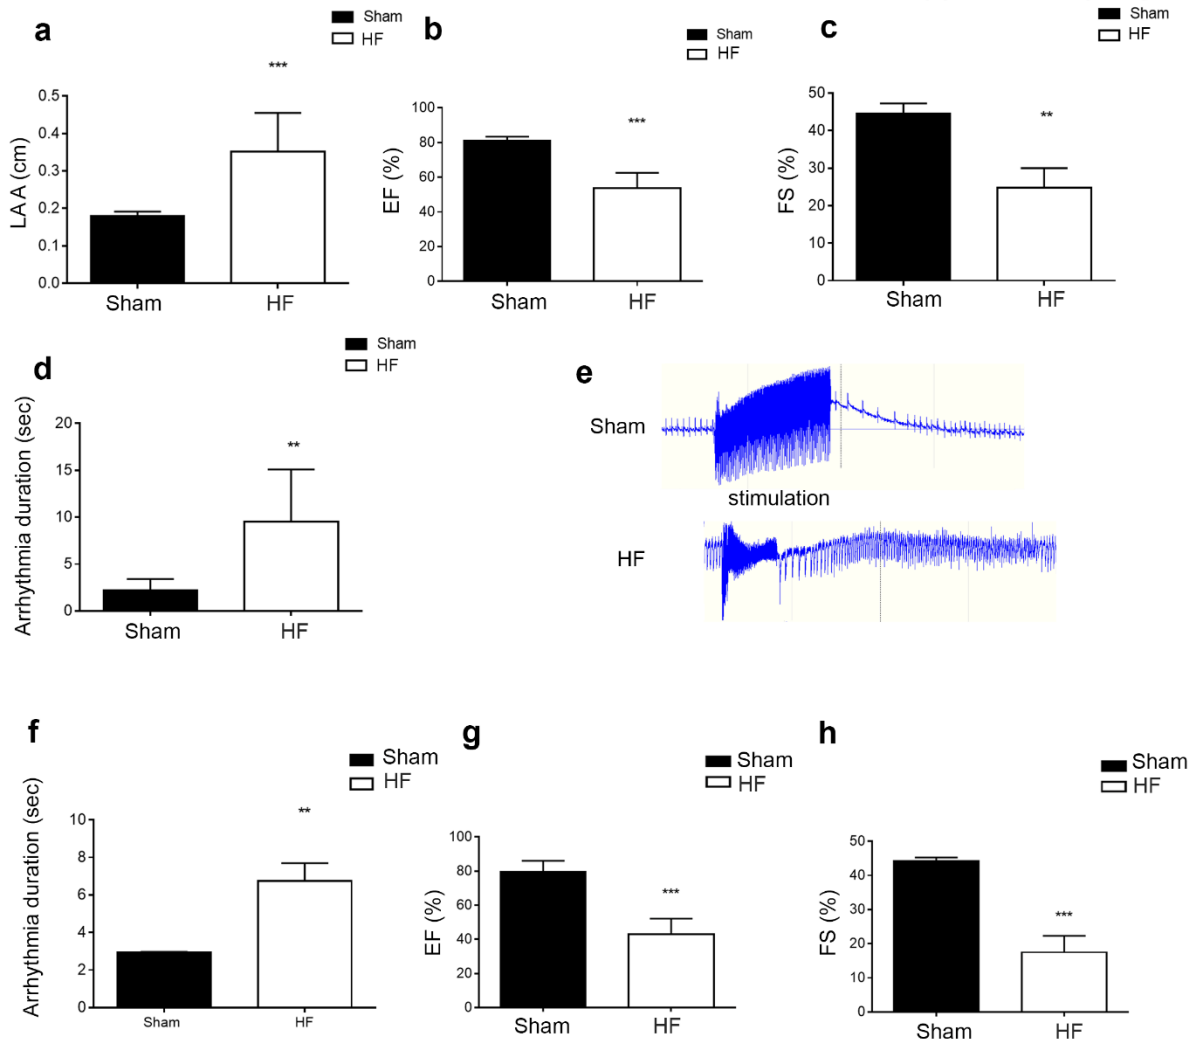 a
Sham
HF
***
0.5
0.4
0.3
0.2
0.1
0.0
LA A (cm)
Sham
HF
b
Sham
HF
***
100
80
60
40
20
0
EF (%)
Sham
HF
c
Sham
HF
**
50
40
30
20
10
0
FS (%)
Sham
HF
d
Sham
HF
**
20
15
10
5
0
Arrhythmia duration (sec)
Sham
HF
e
Sham
stimulation
HF
f
Sham
HF
**
10
8
6
4
2
0
Arrhythmia duration (sec)
Sham
HF
g
Sham
HF
***
100
80
60
40
20
0
EF (%)
Sham
HF
h
Sham
HF
***
50
40
30
20
10
0
FS (%)
Sham
HF